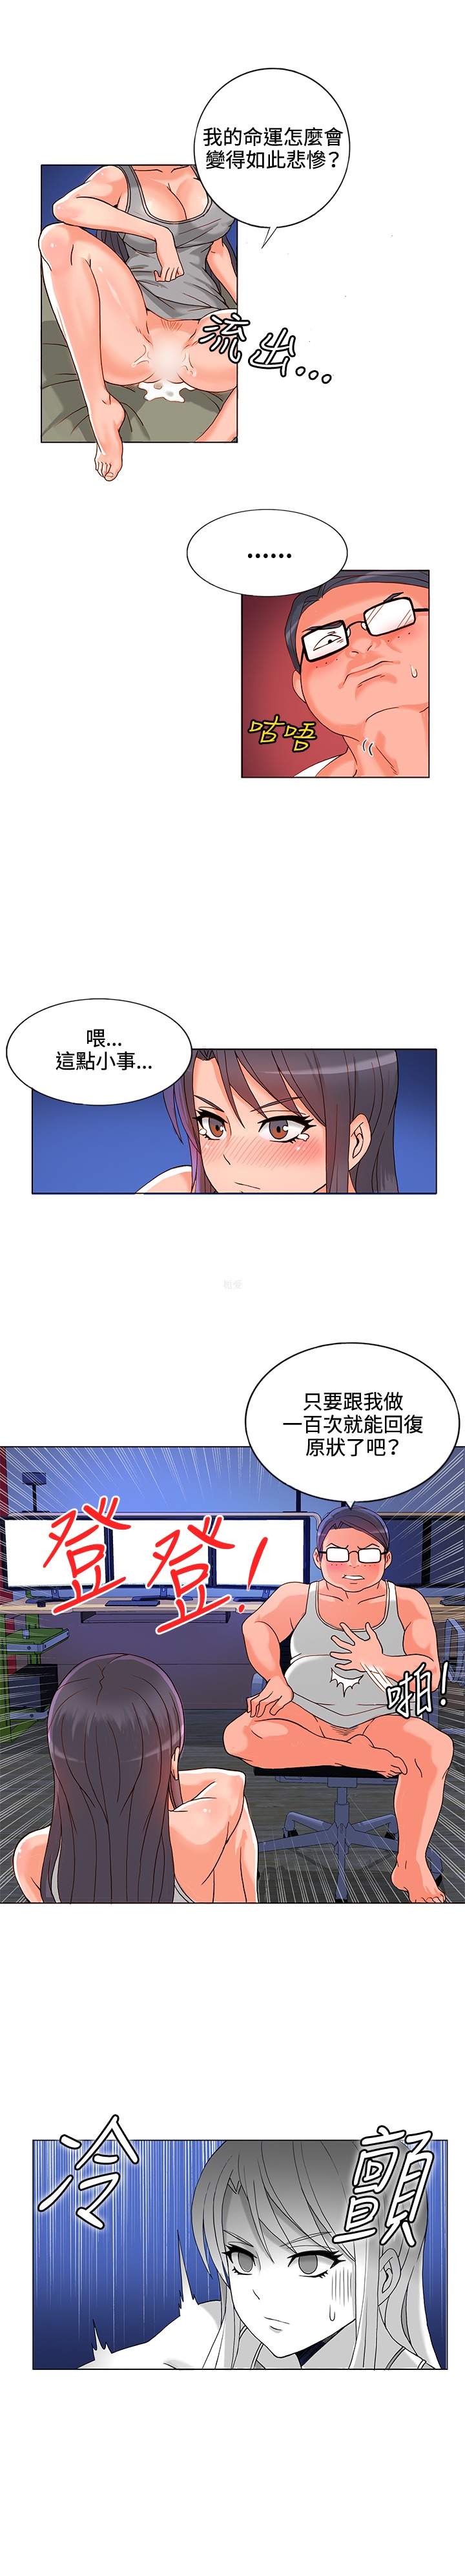 我的命運怎麼會
變得如此悲慘？
流出...
......
咕唔
喂...
這點小事...
只要跟我做
一百次就能回復
原狀了吧？
登登！
啪！
冷
顫